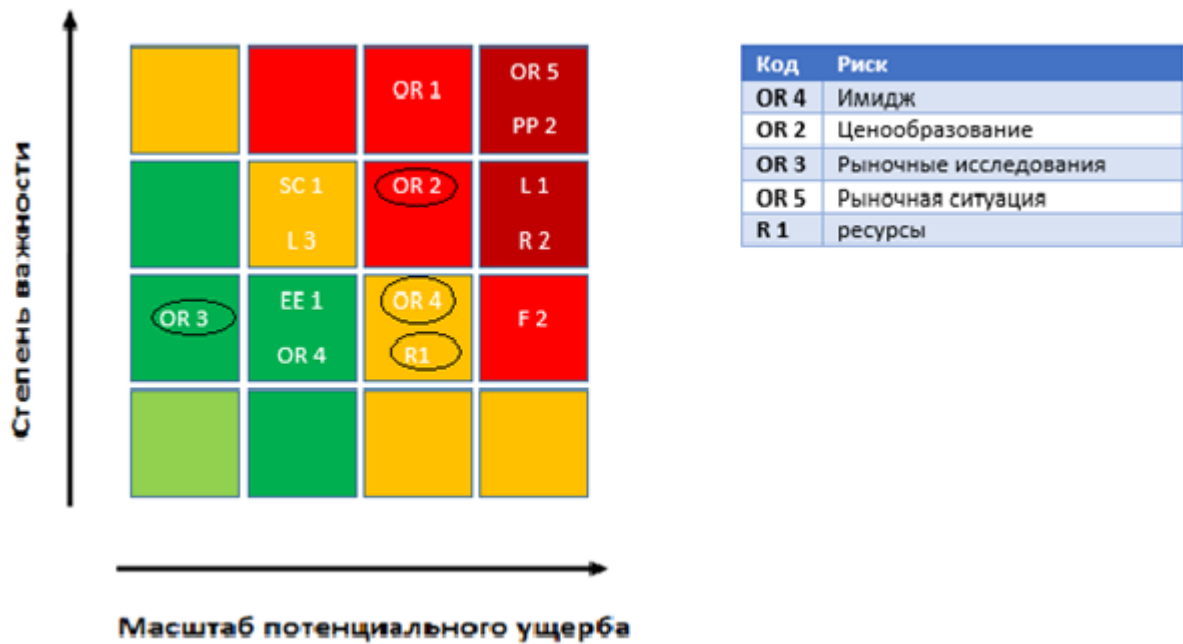 Степень важности
OR 1
OR 5
PP 2
SC 1
L 3
OR 2
L 1
R 2
OR 3
EE 1
OR 4
OR 4
R1
F 2
Масштаб потенциального ущерба
Код Риск
OR 4 Имидж
OR 2 Ценообразование
OR 3 Рыночные исследования
OR 5 Рыночная ситуация
R 1 ресурсы